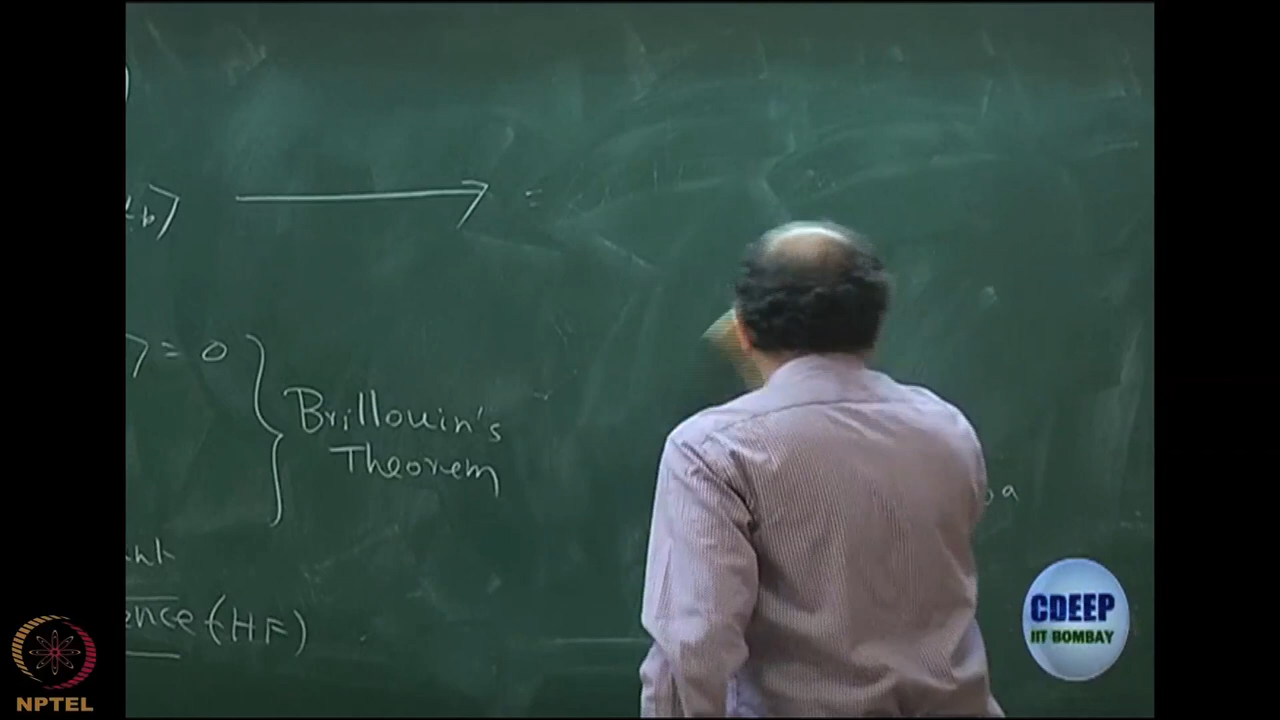 b⟩ ⟶ =
⟩ = 0
Brillouin's
Theorem
ence (HF)
a
CDEEP
IIT BOMBAY
NPTEL